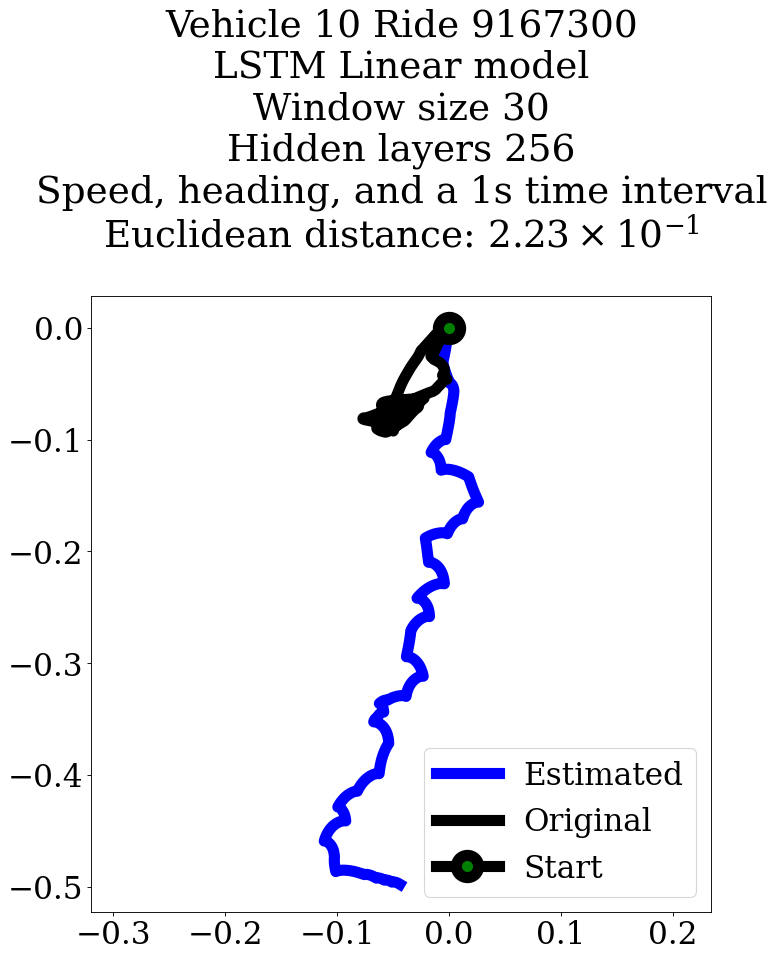 Vehicle 10 Ride 9167300
LSTM Linear model
Window size 30
Hidden layers 256
Speed, heading, and a 1s time interval
Euclidean distance: 2.23 × 10⁻¹
0.0
−0.1
−0.2
−0.3
−0.4
−0.5
Estimated
Original
Start
−0.3 −0.2 −0.1 0.0 0.1 0.2